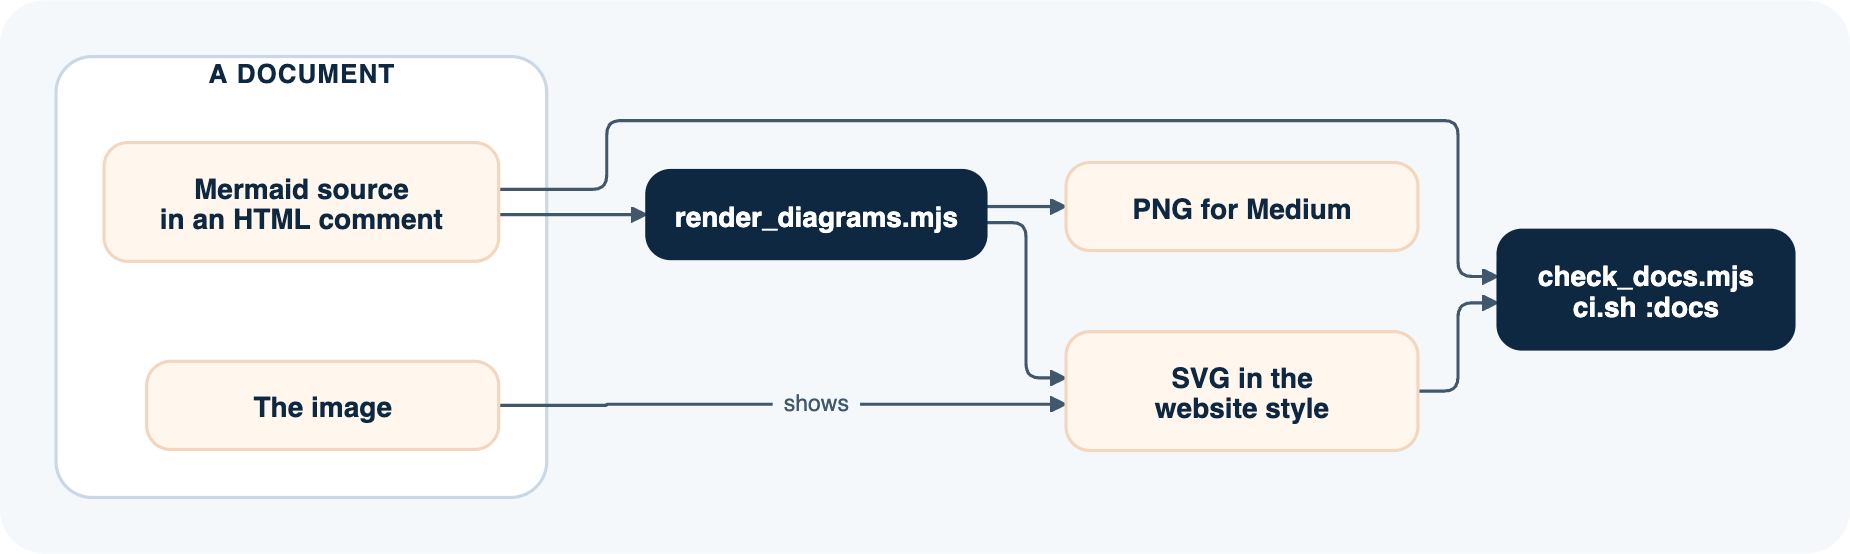 A DOCUMENT
Mermaid source
in an HTML comment
render_diagrams.mjs
PNG for Medium
check_docs.mjs
ci.sh :docs
The image
shows
SVG in the
website style